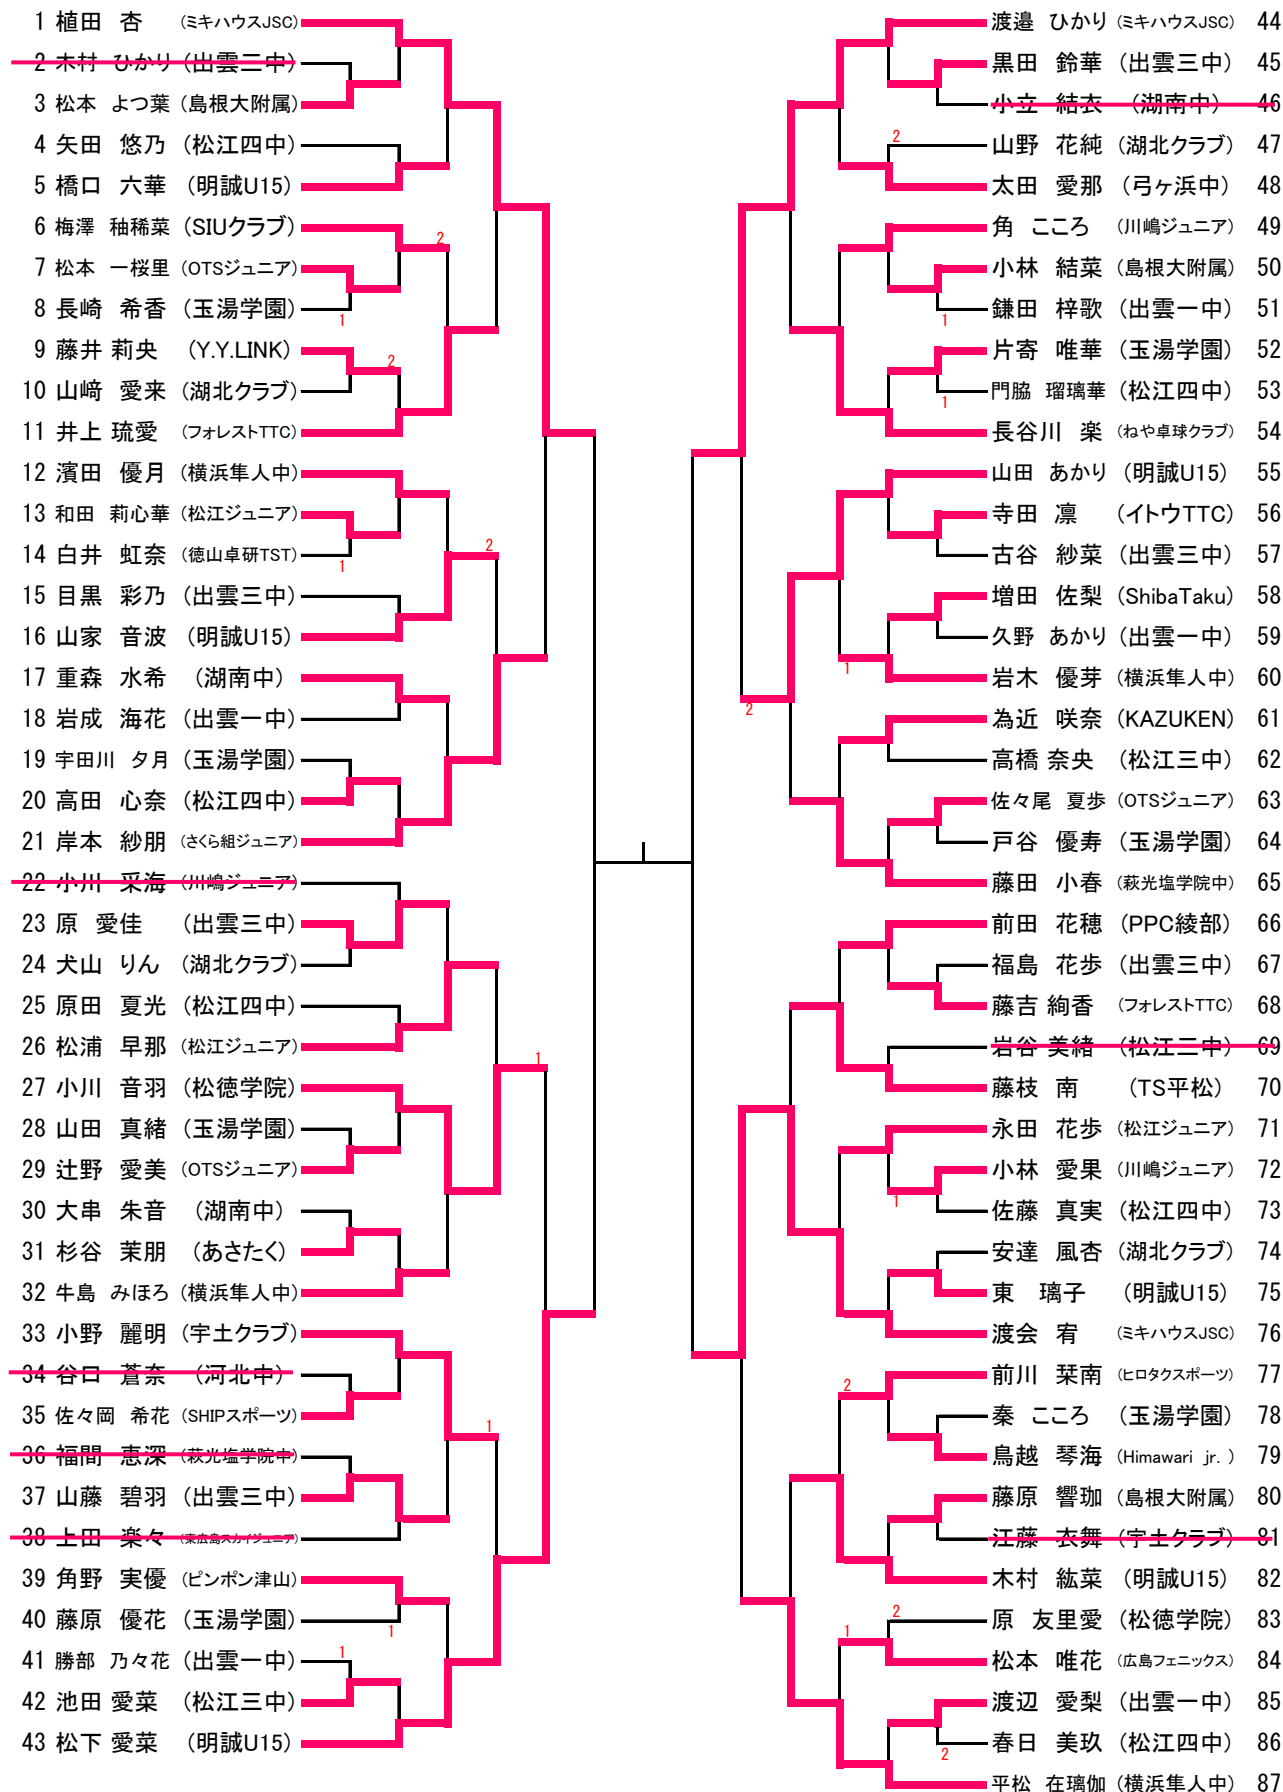 1 植田 杏 (ミキハウスJSC)
2 木村 ひかり (出雲二中)
3 松本 よつ葉 (島根大附属)
4 矢田 悠乃 (松江四中)
5 橋口 六華 (明誠U15)
6 梅澤 秞稀菜 (SIUクラブ)
2
7 松本 一桜里 (OTSジュニア)
8 長崎 希香 (玉湯学園)
1
9 藤井 莉央 (Y.Y.LINK)
2
10 山﨑 愛来 (湖北クラブ)
11 井上 琉愛 (フォレストTTC)
12 濱田 優月 (横浜隼人中)
13 和田 莉心華 (松江ジュニア)
14 白井 虹奈 (徳山卓研TST)
1
2
15 目黒 彩乃 (出雲三中)
16 山家 音波 (明誠U15)
17 重森 水希 (湖南中)
18 岩成 海花 (出雲一中)
19 宇田川 夕月 (玉湯学園)
20 高田 心奈 (松江四中)
21 岸本 紗朋 (さくら組ジュニア)
22 小川 采海 (川嶋ジュニア)
23 原 愛佳 (出雲三中)
24 犬山 りん (湖北クラブ)
25 原田 夏光 (松江四中)
26 松浦 早那 (松江ジュニア)
1
27 小川 音羽 (松徳学院)
28 山田 真緒 (玉湯学園)
29 辻野 愛美 (OTSジュニア)
30 大串 朱音 (湖南中)
31 杉谷 茉朋 (あさたく)
32 牛島 みほろ (横浜隼人中)
33 小野 麗明 (宇土クラブ)
34 谷口 蒼奈 (河北中)
35 佐々岡 希花 (SHIPスポーツ)
1
36 福間 恵深 (萩光塩学院中)
37 山藤 碧羽 (出雲三中)
38 上田 楽々 (東広島スカイジュニア)
39 角野 実優 (ピンポン津山)
40 藤原 優花 (玉湯学園)
1
41 勝部 乃々花 (出雲一中)
1
42 池田 愛菜 (松江三中)
43 松下 愛菜 (明誠U15)
渡邉 ひかり (ミキハウスJSC) 44
黒田 鈴華 (出雲三中) 45
小立 結衣 (湖南中) 46
2
山野 花純 (湖北クラブ) 47
太田 愛那 (弓ヶ浜中) 48
角 こころ (川嶋ジュニア) 49
小林 結菜 (島根大附属) 50
鎌田 梓歌 (出雲一中) 51
1
片寄 唯華 (玉湯学園) 52
門脇 瑠璃華 (松江四中) 53
1
長谷川 楽 (ねや卓球クラブ) 54
山田 あかり (明誠U15) 55
寺田 凛 (イトウTTC) 56
古谷 紗菜 (出雲三中) 57
増田 佐梨 (ShibaTaku) 58
久野 あかり (出雲一中) 59
1
岩木 優芽 (横浜隼人中) 60
2
為近 咲奈 (KAZUKEN) 61
高橋 奈央 (松江三中) 62
佐々尾 夏歩 (OTSジュニア) 63
戸谷 優寿 (玉湯学園) 64
藤田 小春 (萩光塩学院中) 65
前田 花穂 (PPC綾部) 66
福島 花歩 (出雲三中) 67
藤吉 絢香 (フォレストTTC) 68
岩谷 美緒 (松江三中) 69
藤枝 南 (TS平松) 70
永田 花歩 (松江ジュニア) 71
小林 愛果 (川嶋ジュニア) 72
1
佐藤 真実 (松江四中) 73
安達 風杏 (湖北クラブ) 74
東 璃子 (明誠U15) 75
渡会 宥 (ミキハウスJSC) 76
前川 栞南 (ヒロタクスポーツ) 77
2
秦 こころ (玉湯学園) 78
鳥越 琴海 (Himawari jr.) 79
藤原 響珈 (島根大附属) 80
江藤 衣舞 (宇土クラブ) 81
木村 紘菜 (明誠U15) 82
2
原 友里愛 (松徳学院) 83
1
松本 唯花 (広島フェニックス) 84
渡辺 愛梨 (出雲一中) 85
春日 美玖 (松江四中) 86
2
平松 在璃伽 (横浜隼人中) 87